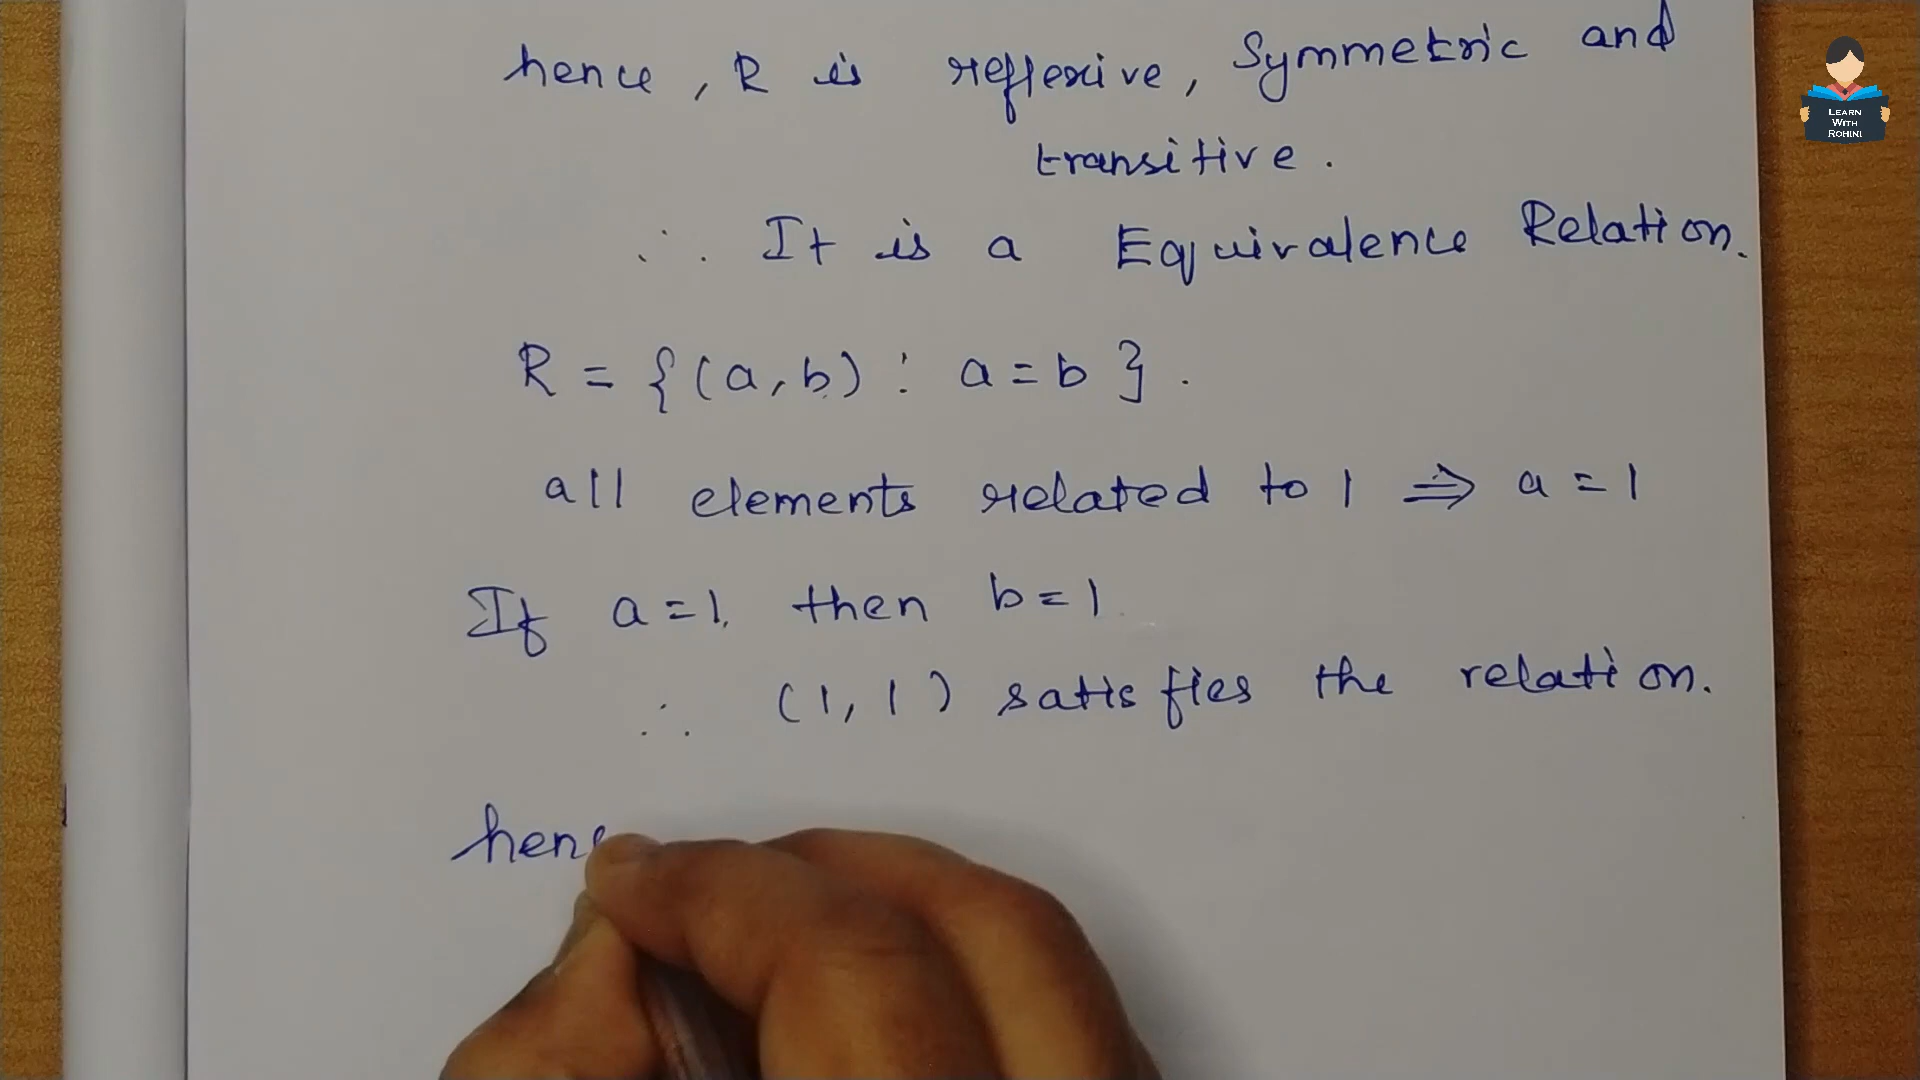 hence, R is reflexive, Symmetric and
transitive.
∴ It is a Equivalence Relation.
R = {(a,b) : a=b}.
all elements related to 1 ⇒ a = 1
If a=1, then b=1
∴ (1,1) satisfies the relation.
LEARN
WITH
ROHINI